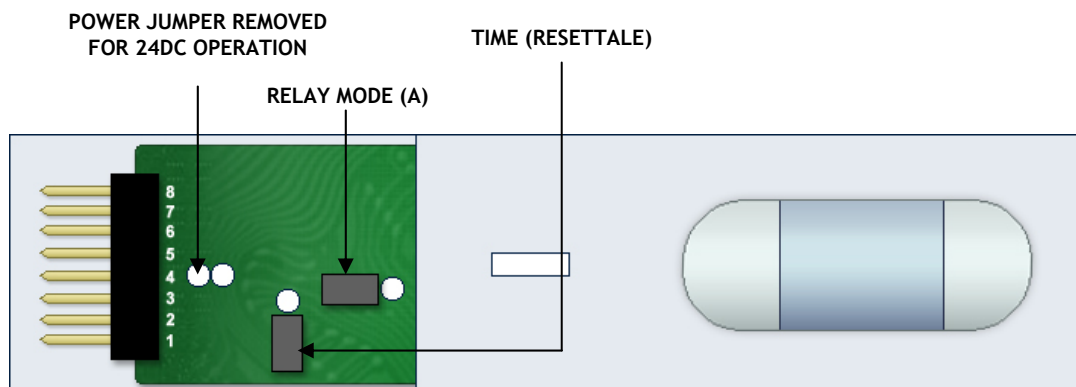 POWER JUMPER REMOVED
FOR 24DC OPERATION
TIME (RESETTALE)
RELAY MODE (A)
8
7
6
5
4
3
2
1